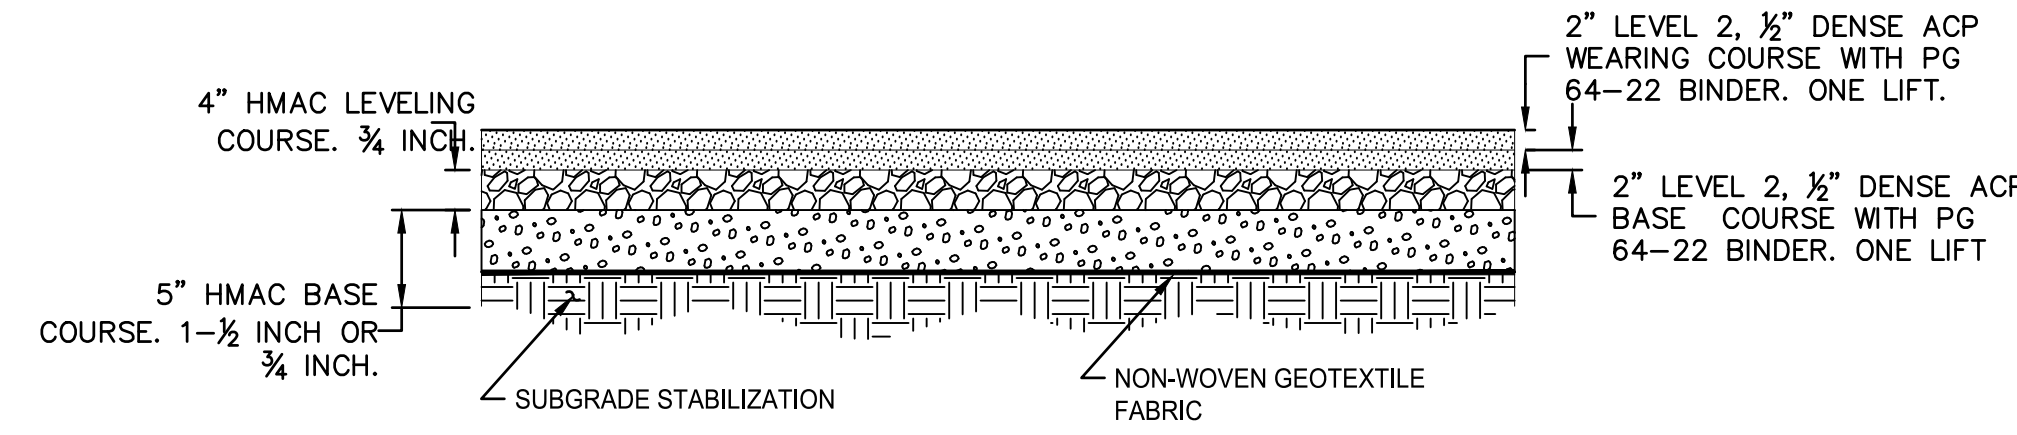 2” LEVEL 2, ½” DENSE ACP
WEARING COURSE WITH PG
64–22 BINDER. ONE LIFT.
4” HMAC LEVELING
COURSE. ¾ INCH.
2” LEVEL 2, ½” DENSE ACP
BASE COURSE WITH PG
64–22 BINDER. ONE LIFT
5” HMAC BASE
COURSE. 1–½ INCH OR
¾ INCH.
SUBGRADE STABILIZATION
NON-WOVEN GEOTEXTILE
FABRIC